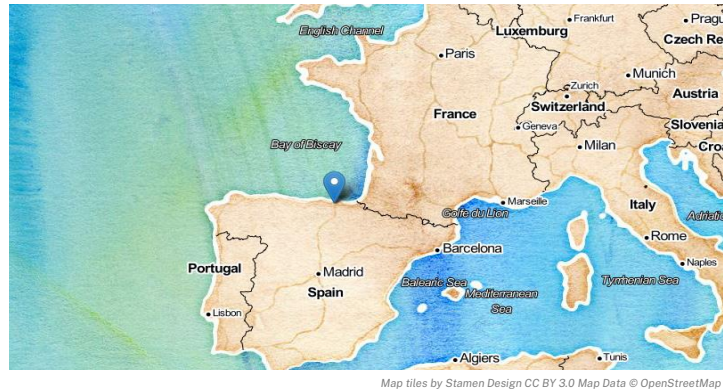 English Channel
Luxemburg
Frankfurt
Pragu
Czech Re
Paris
Munich
Zurich
Austria
Switzerland
France
Geneva
Slovenia
Milan
Cro
Bay of Biscay
Marseille
Golfe du Lion
Italy
Adriatic
Rome
Barcelona
Naples
Portugal
Madrid
Spain
Balearic Sea
Mediterranean
Sea
Tyrrhenian Sea
Lisbon
Algiers
Tunis
Map tiles by Stamen Design CC BY 3.0 Map Data © OpenStreetMap